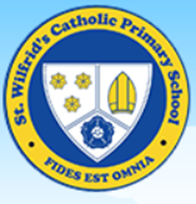 St. Wilfrid's Catholic Primary School
· FIDES EST OMNIA ·